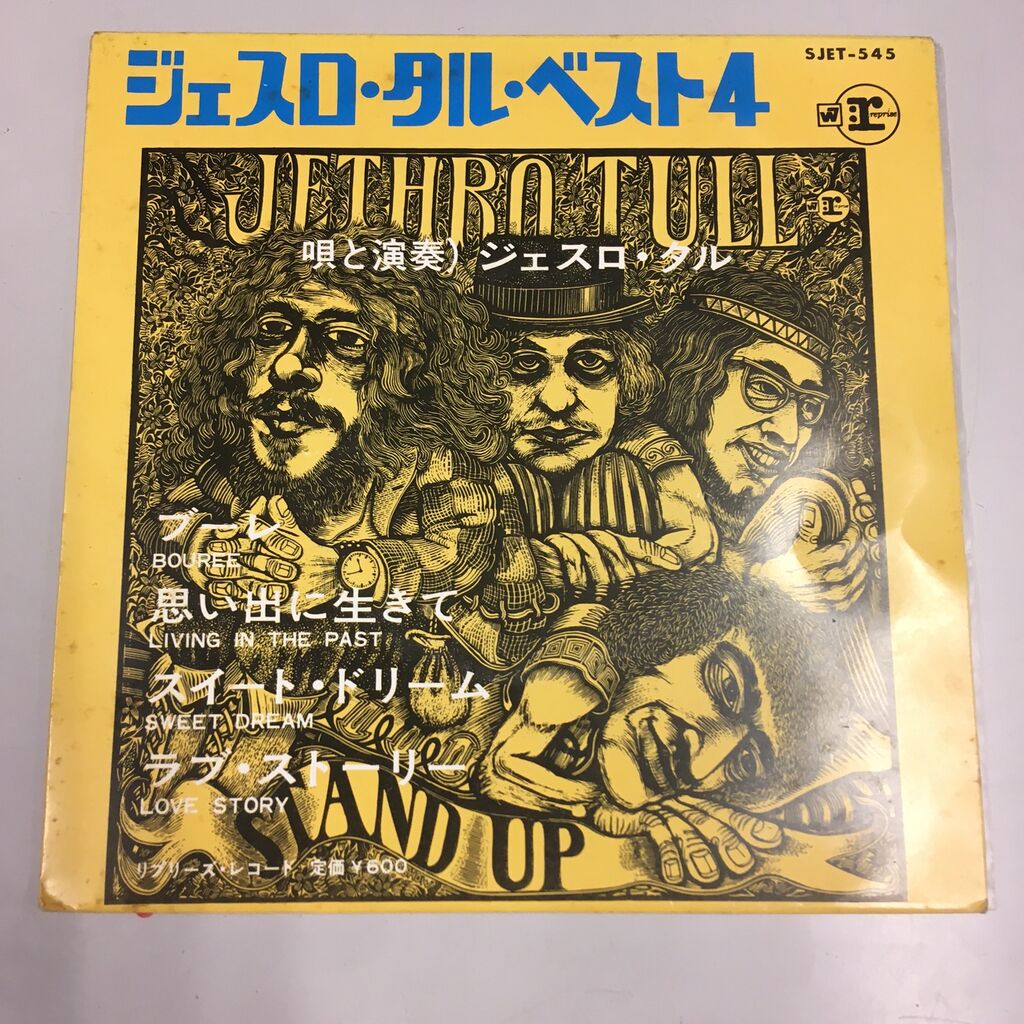 SJET-545
ジェスロ・タル・ベスト4
W r reprise
JETHRO TULL
唄と演奏) ジェスロ・タル
ブーレ
BOUREE
思い出に生きて
LIVING IN THE PAST
スイート・ドリーム
SWEET DREAM
ラブ・ストーリー
LOVE STORY
STAND UP
リプリーズ・レコード 定価¥600